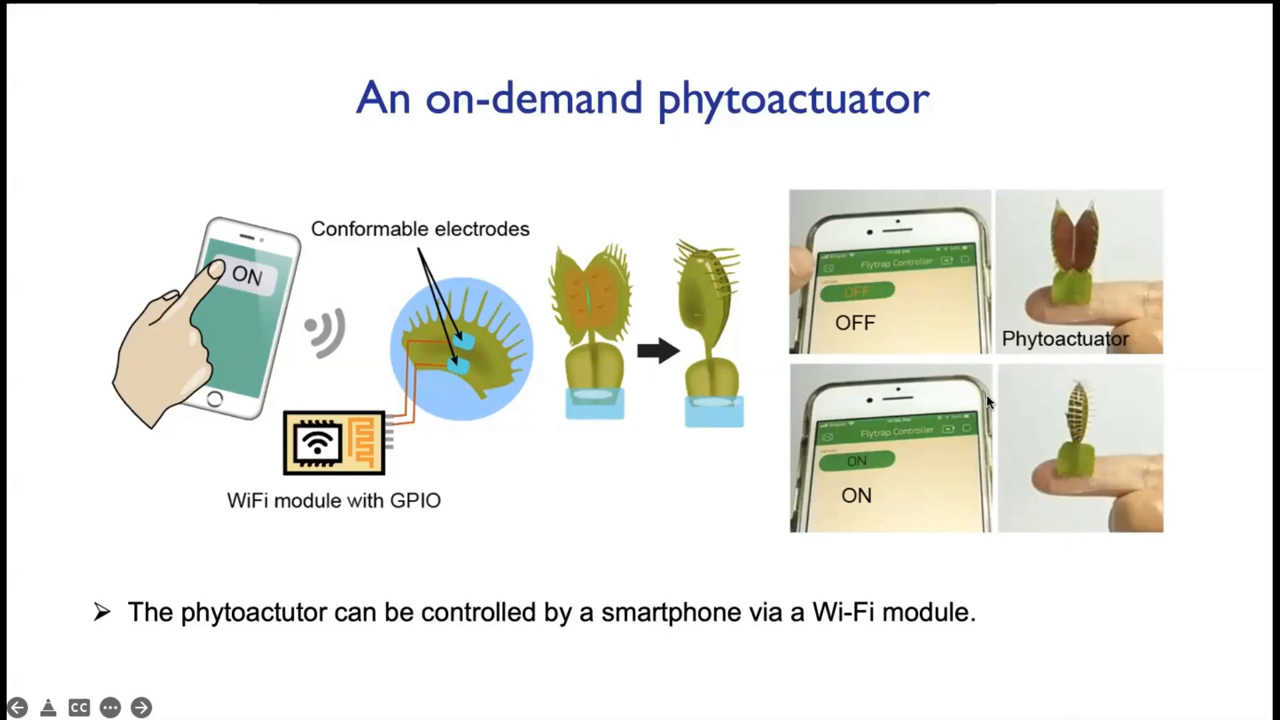 An on-demand phytoactuator
Conformable electrodes
ON
WiFi module with GPIO
Flytrap Controller
OFF
OFF
Phytoactuator
Flytrap Controller
ON
ON
➢ The phytoactutor can be controlled by a smartphone via a Wi-Fi module.
CC